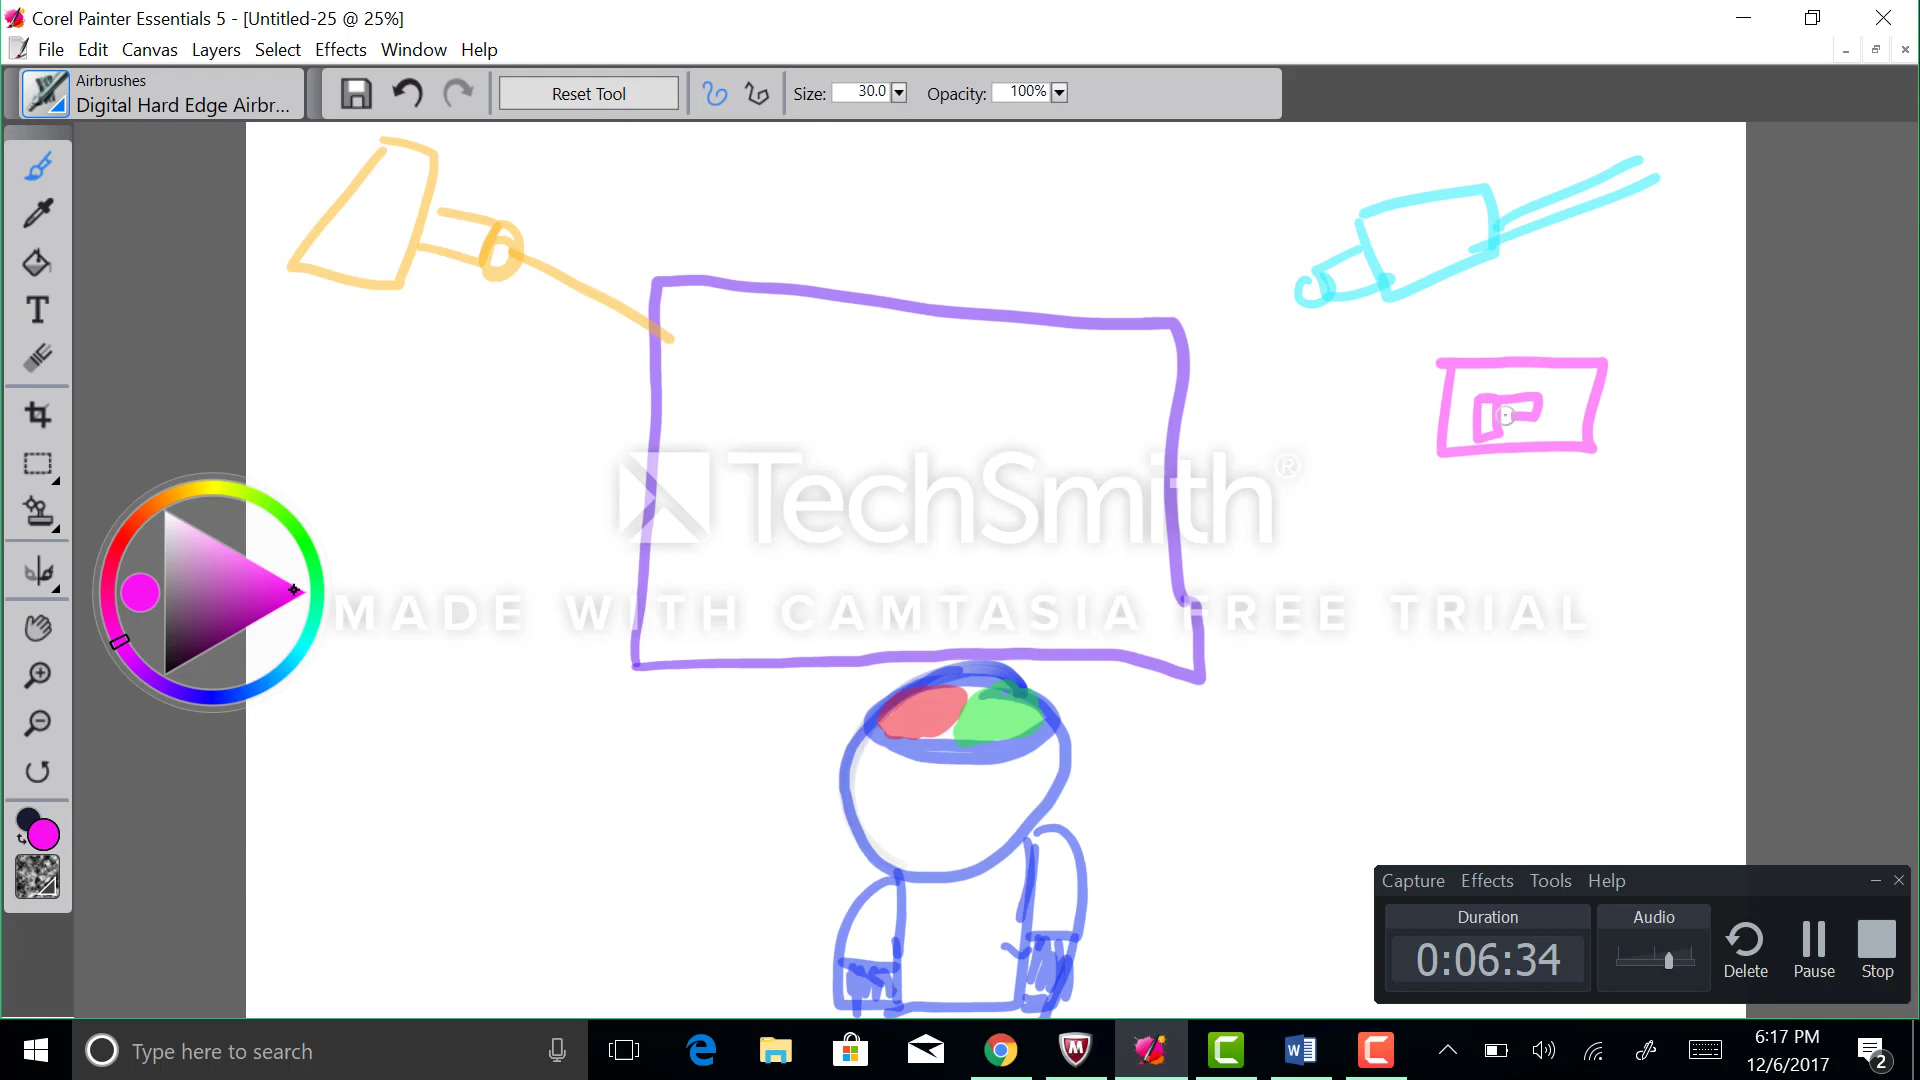 Corel Painter Essentials 5 - [Untitled-25 @ 25%]
File Edit Canvas Layers Select Effects Window Help
Airbrushes
Digital Hard Edge Airbr...
Reset Tool
Size: 30.0
Opacity: 100%
TechSmith®
MADE WITH CAMTASIA FREE TRIAL
Capture Effects Tools Help
Duration
Audio
0:06:34
Delete
Pause
Stop
Type here to search
6:17 PM
12/6/2017
2